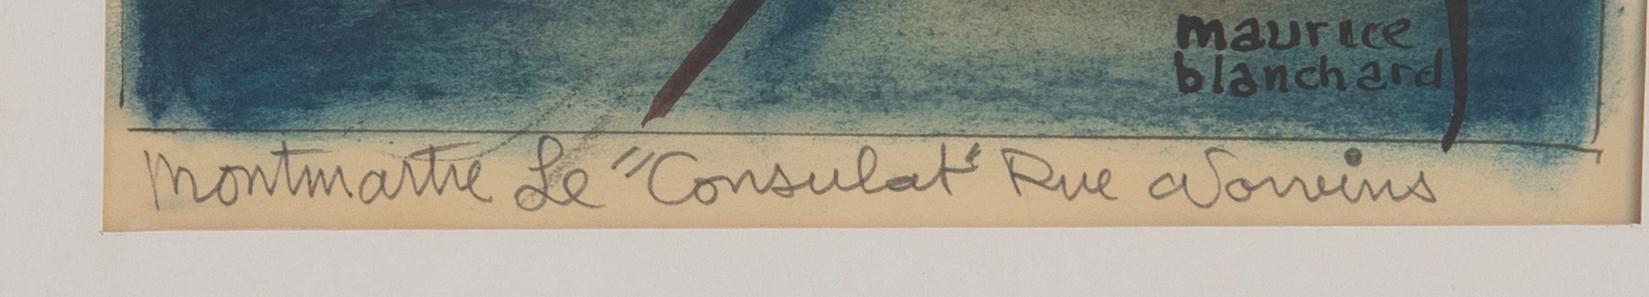 maurice
blanchard
Montmartre Le "Consulat" Rue Norvins